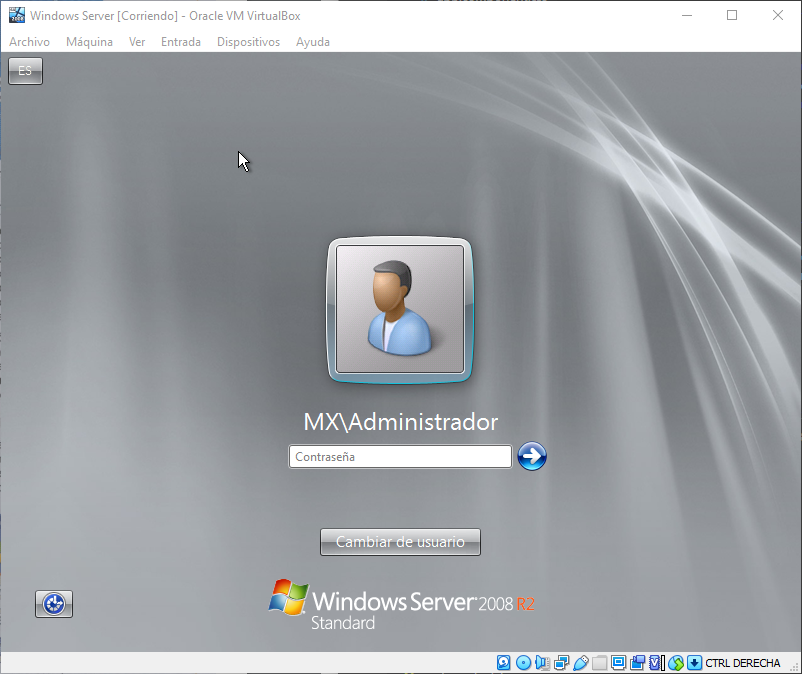 Windows Server [Corriendo] - Oracle VM VirtualBox
Archivo Máquina Ver Entrada Dispositivos Ayuda
ES
MX\Administrador
Contraseña
Cambiar de usuario
Windows Server 2008 R2
Standard
CTRL DERECHA